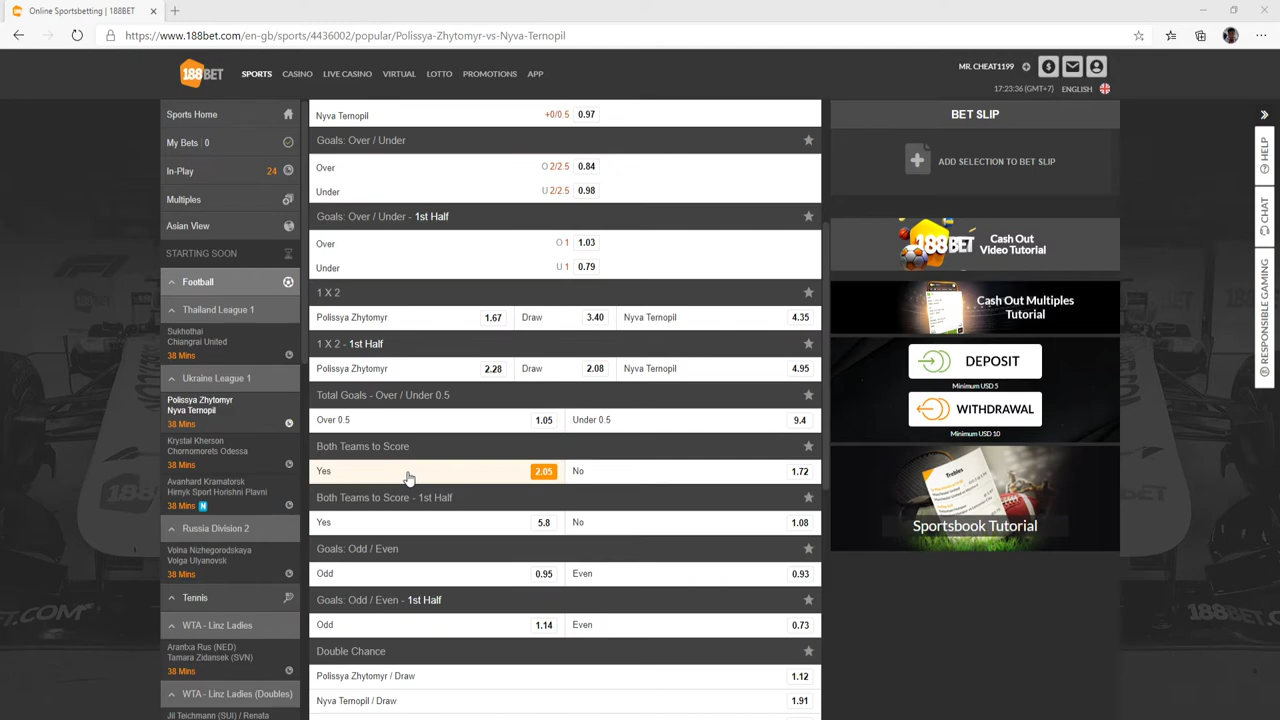 Online Sportsbetting | 188BET
https://www.188bet.com/en-gb/sports/4436002/popular/Polissya-Zhytomyr-vs-Nyva-Ternopil
188BET
SPORTS CASINO LIVE CASINO VIRTUAL LOTTO PROMOTIONS APP
MR. CHEAT1199
17:23:36 (GMT+7) ENGLISH
Sports Home
My Bets 0
In-Play 24
Multiples
Asian View
STARTING SOON
Football
Thailand League 1
Sukhothai
Chiangrai United
38 Mins
Ukraine League 1
Polissya Zhytomyr
Nyva Ternopil
38 Mins
Krystal Kherson
Chornomorets Odessa
38 Mins
Avanhard Kramatorsk
Hirnyk Sport Horishni Plavni
38 Mins N
Russia Division 2
Volna Nizhegorodskaya
Volga Ulyanovsk
38 Mins
Tennis
WTA - Linz Ladies
Arantxa Rus (NED)
Tamara Zidansek (SVN)
38 Mins
WTA - Linz Ladies (Doubles)
Jil Teichmann (SUI) / Renata
Nyva Ternopil +0/0.5 0.97
Goals: Over / Under
Over O 2/2.5 0.84
Under U 2/2.5 0.98
Goals: Over / Under - 1st Half
Over O 1 1.03
Under U 1 0.79
1 X 2
Polissya Zhytomyr 1.67 Draw 3.40 Nyva Ternopil 4.35
1 X 2 - 1st Half
Polissya Zhytomyr 2.28 Draw 2.08 Nyva Ternopil 4.95
Total Goals - Over / Under 0.5
Over 0.5 1.05 Under 0.5 9.4
Both Teams to Score
Yes 2.05 No 1.72
Both Teams to Score - 1st Half
Yes 5.8 No 1.08
Goals: Odd / Even
Odd 0.95 Even 0.93
Goals: Odd / Even - 1st Half
Odd 1.14 Even 0.73
Double Chance
Polissya Zhytomyr / Draw 1.12
Nyva Ternopil / Draw 1.91
BET SLIP
ADD SELECTION TO BET SLIP
188BET
Cash Out
Video Tutorial
Cash Out Multiples
Tutorial
DEPOSIT
Minimum USD 5
WITHDRAWAL
Minimum USD 10
Trebles
Sportsbook Tutorial
HELP
CHAT
RESPONSIBLE GAMING